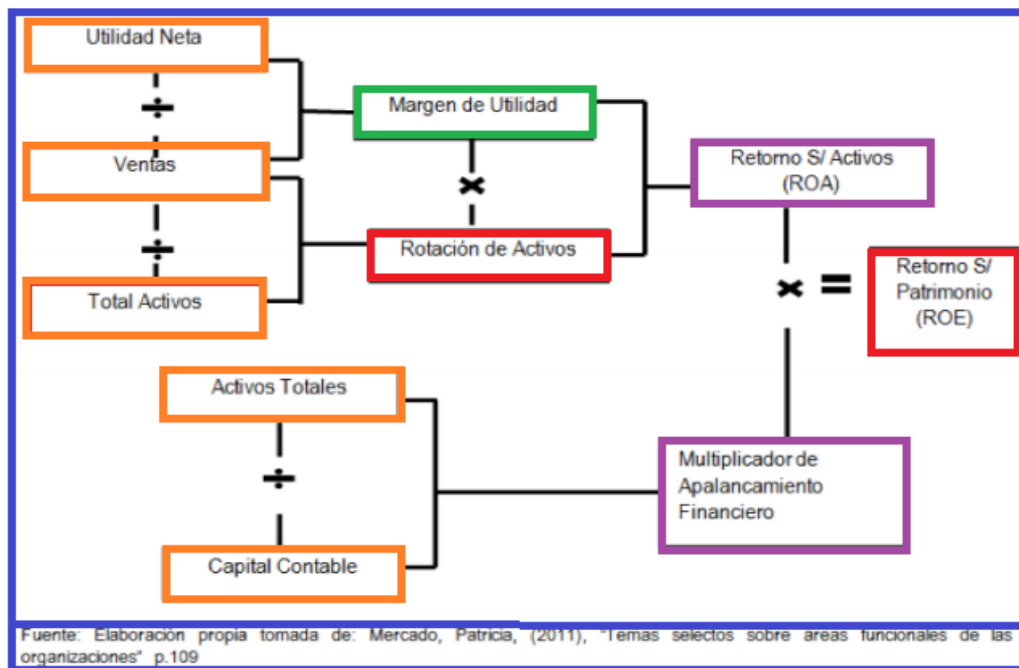 Utilidad Neta
÷
Ventas
÷
Total Activos
Margen de Utilidad
×
Rotación de Activos
Retorno S/ Activos
(ROA)
×
=
Retorno S/
Patrimonio
(ROE)
Activos Totales
÷
Capital Contable
Multiplicador de
Apalancamiento
Financiero
Fuente: Elaboración propia tomada de: Mercado, Patricia, (2011), "Temas selectos sobre areas funcionales de las
organizaciones" p.109